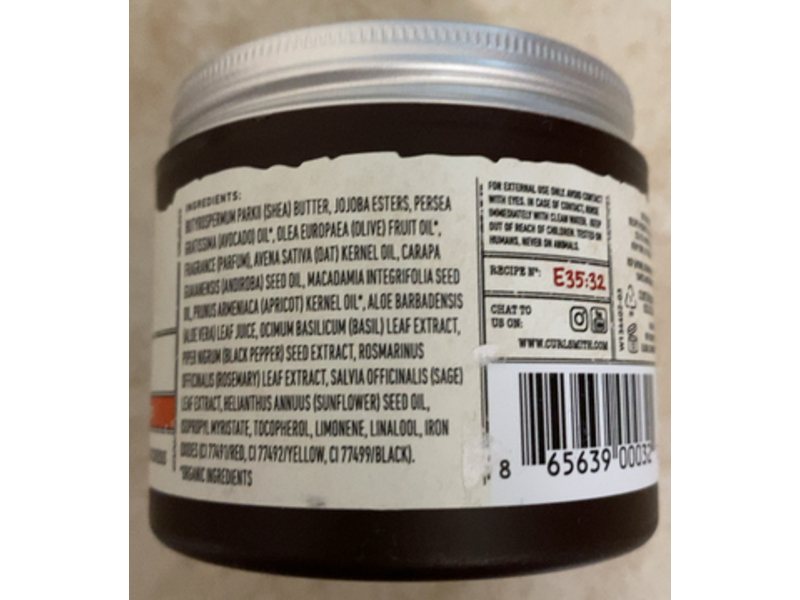 INGREDIENTS:
BUTYROSPERMUM PARKII (SHEA) BUTTER, JOJOBA ESTERS, PERSEA
GRATISSIMA (AVOCADO) OIL*, OLEA EUROPAEA (OLIVE) FRUIT OIL*,
FRAGRANCE (PARFUM), AVENA SATIVA (OAT) KERNEL OIL, CARAPA
GUAIANENSIS (ANDIROBA) SEED OIL, MACADAMIA INTEGRIFOLIA SEED
OIL, PRUNUS ARMENIACA (APRICOT) KERNEL OIL*, ALOE BARBADENSIS
(ALOE VERA) LEAF JUICE, OCIMUM BASILICUM (BASIL) LEAF EXTRACT,
PIPER NIGRUM (BLACK PEPPER) SEED EXTRACT, ROSMARINUS
OFFICINALIS (ROSEMARY) LEAF EXTRACT, SALVIA OFFICINALIS (SAGE)
LEAF EXTRACT, HELIANTHUS ANNUUS (SUNFLOWER) SEED OIL,
ISOPROPYL MYRISTATE, TOCOPHEROL, LIMONENE, LINALOOL, IRON
OXIDES (CI 77491/RED, CI 77492/YELLOW, CI 77499/BLACK).
*ORGANIC INGREDIENTS
FOR EXTERNAL USE ONLY. AVOID CONTACT
WITH EYES. IN CASE OF CONTACT, RINSE
IMMEDIATELY WITH CLEAN WATER. KEEP
OUT OF REACH OF CHILDREN. TESTED ON
HUMANS, NEVER ON ANIMALS.
RECIPE Nº: E35:32
CHAT TO
US ON:
WWW.CURLSMITH.COM
8 65639 00032